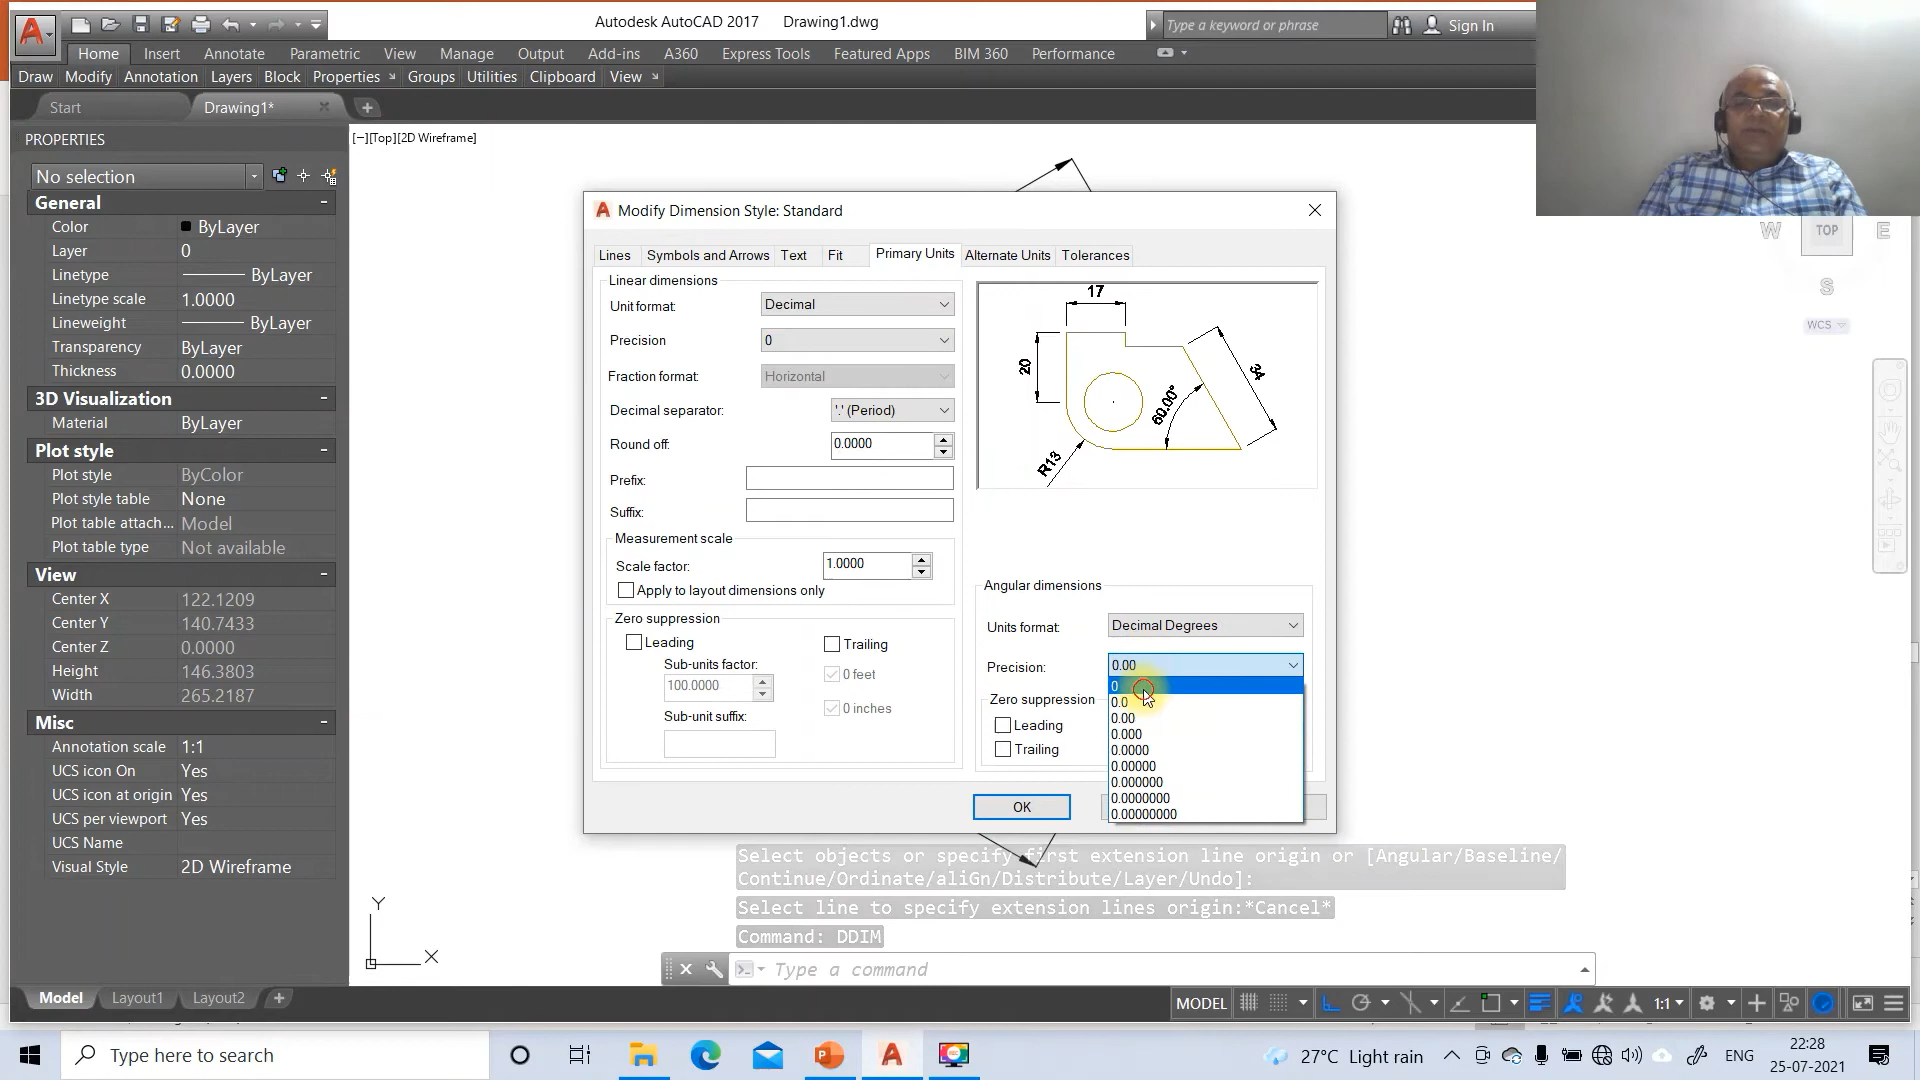 Autodesk AutoCAD 2017    Drawing1.dwg
Type a keyword or phrase
Sign In
Home Insert Annotate Parametric View Manage Output Add-ins A360 Express Tools Featured Apps BIM 360 Performance
Draw Modify Annotation Layers Block Properties Groups Utilities Clipboard View
Start
Drawing1*
PROPERTIES
[−][Top][2D Wireframe]
No selection
General
Color ByLayer
Layer 0
Linetype ByLayer
Linetype scale 1.0000
Lineweight ByLayer
Transparency ByLayer
Thickness 0.0000
3D Visualization
Material ByLayer
Plot style
Plot style ByColor
Plot style table None
Plot table attach... Model
Plot table type Not available
View
Center X 122.1209
Center Y 140.7433
Center Z 0.0000
Height 146.3803
Width 265.2187
Misc
Annotation scale 1:1
UCS icon On Yes
UCS icon at origin Yes
UCS per viewport Yes
UCS Name
Visual Style 2D Wireframe
Modify Dimension Style: Standard
Lines Symbols and Arrows Text Fit Primary Units Alternate Units Tolerances
Linear dimensions
Unit format: Decimal
Precision 0
Fraction format: Horizontal
Decimal separator: '.' (Period)
Round off: 0.0000
Prefix:
Suffix:
Measurement scale
Scale factor: 1.0000
Apply to layout dimensions only
Zero suppression
Leading
Trailing
Sub-units factor:
0 feet
100.0000
0 inches
Sub-unit suffix:
17
20
34
60.00°
R13
Angular dimensions
Units format: Decimal Degrees
Precision: 0.00
0
0.0
0.00
0.000
0.0000
0.00000
0.000000
0.0000000
0.00000000
Zero suppression
Leading
Trailing
OK
W TOP E
S
WCS
Select objects or specify first extension line origin or [Angular/Baseline/
Continue/Ordinate/aliGn/Distribute/Layer/Undo]:
Select line to specify extension lines origin:*Cancel*
Command: DDIM
Type a command
Y
X
Model Layout1 Layout2
MODEL
1:1
Type here to search
27°C Light rain
ENG
22:28
25-07-2021